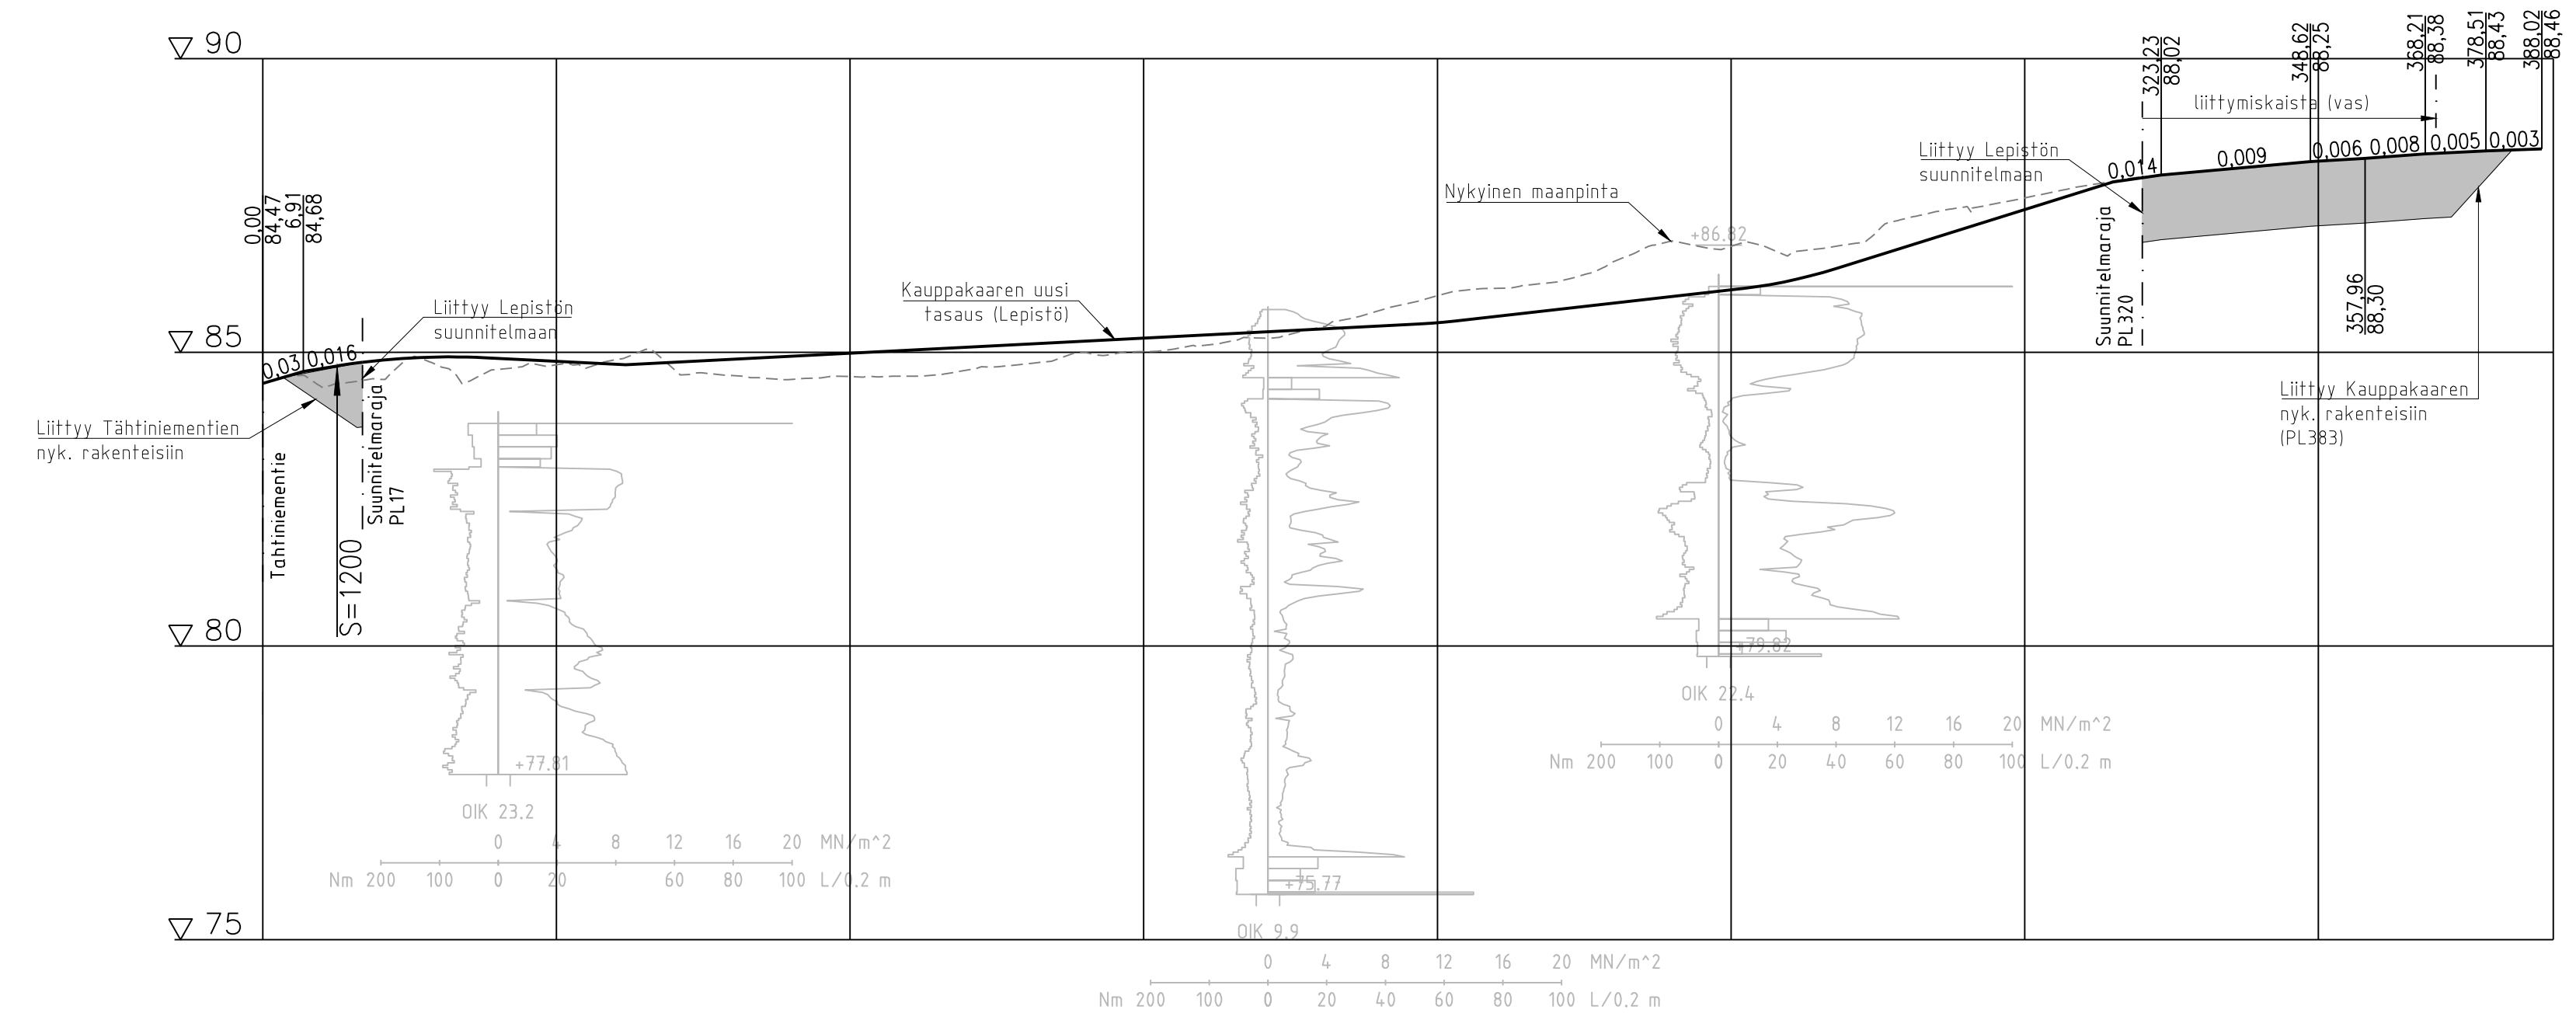 90
85
80
75
0,00
84,47
6,91
84,68
0,03
0,016
Liittyy Lepistön
suunnitelmaan
Liittyy Tähtiniementien
nyk. rakenteisiin
Tähtiniementie
S=1200
Suunnitelmaraja
PL17
Kauppakaaren uusi
tasaus (Lepistö)
Nykyinen maanpinta
+86.82
Liittyy Lepistön
suunnitelmaan
Suunnitelmaraja
PL320
323,23
88,02
liittymiskaista (vas)
348,62
88,25
368,21
88,38
378,51
88,43
388,02
88,46
0,014
0,009
0,006
0,008
0,005
0,003
357,96
88,30
Liittyy Kauppakaaren
nyk. rakenteisiin
(PL383)
+77.81
OIK 23.2
0 4 8 12 16 20 MN/m^2
Nm 200 100 0 20 60 80 100 L/0.2 m
+75.77
OIK 9.9
0 4 8 12 16 20 MN/m^2
Nm 200 100 0 20 40 60 80 100 L/0.2 m
+79.82
OIK 22.4
0 4 8 12 16 20 MN/m^2
Nm 200 100 0 20 40 60 80 100 L/0.2 m